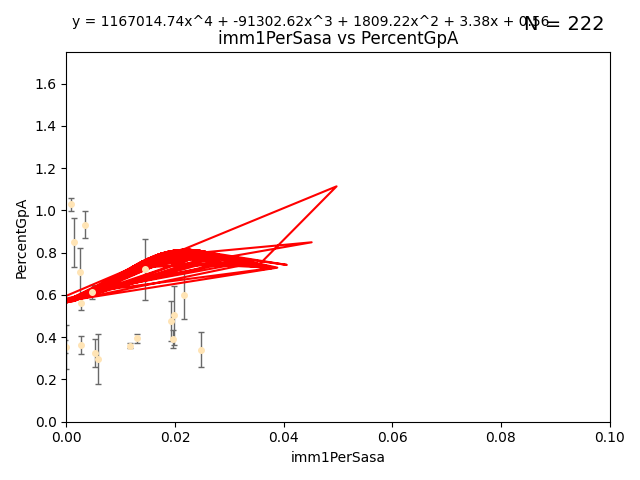 y = 1167014.74x^4 + -91302.62x^3 + 1809.22x^2 + 3.38x + 0.56
N = 222
imm1PerSasa vs PercentGpA
PercentGpA
1.6
1.4
1.2
1.0
0.8
0.6
0.4
0.2
0.0
0.00 0.02 0.04 0.06 0.08 0.10
imm1PerSasa